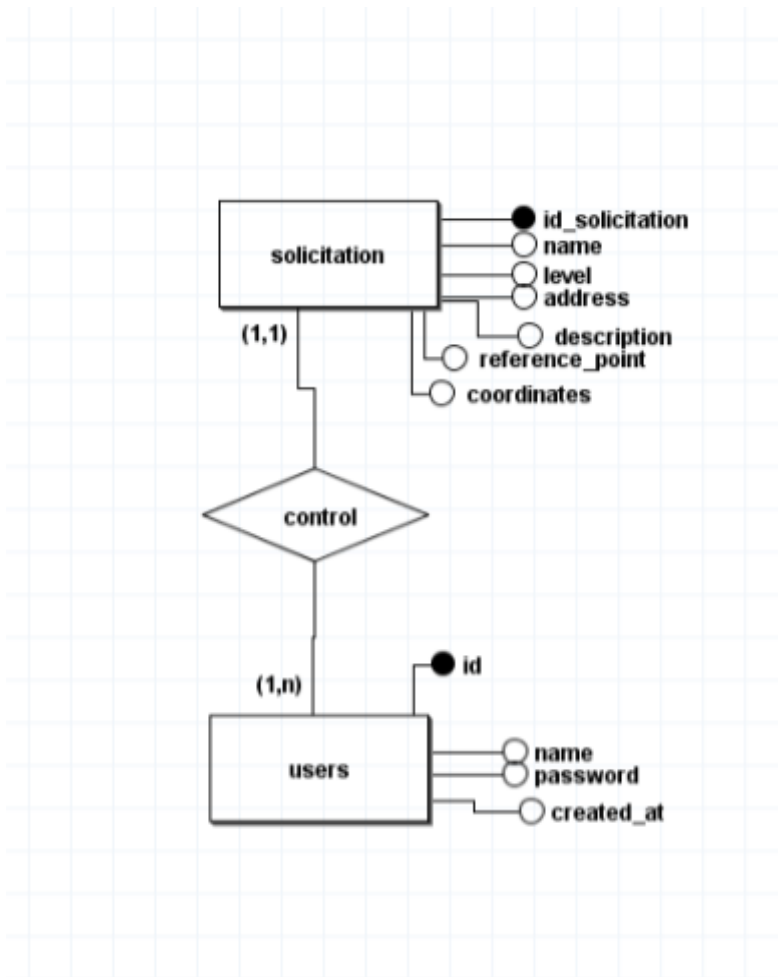 solicitation
id_solicitation
name
level
address
description
reference_point
coordinates
(1,1)
control
(1,n)
id
users
name
password
created_at